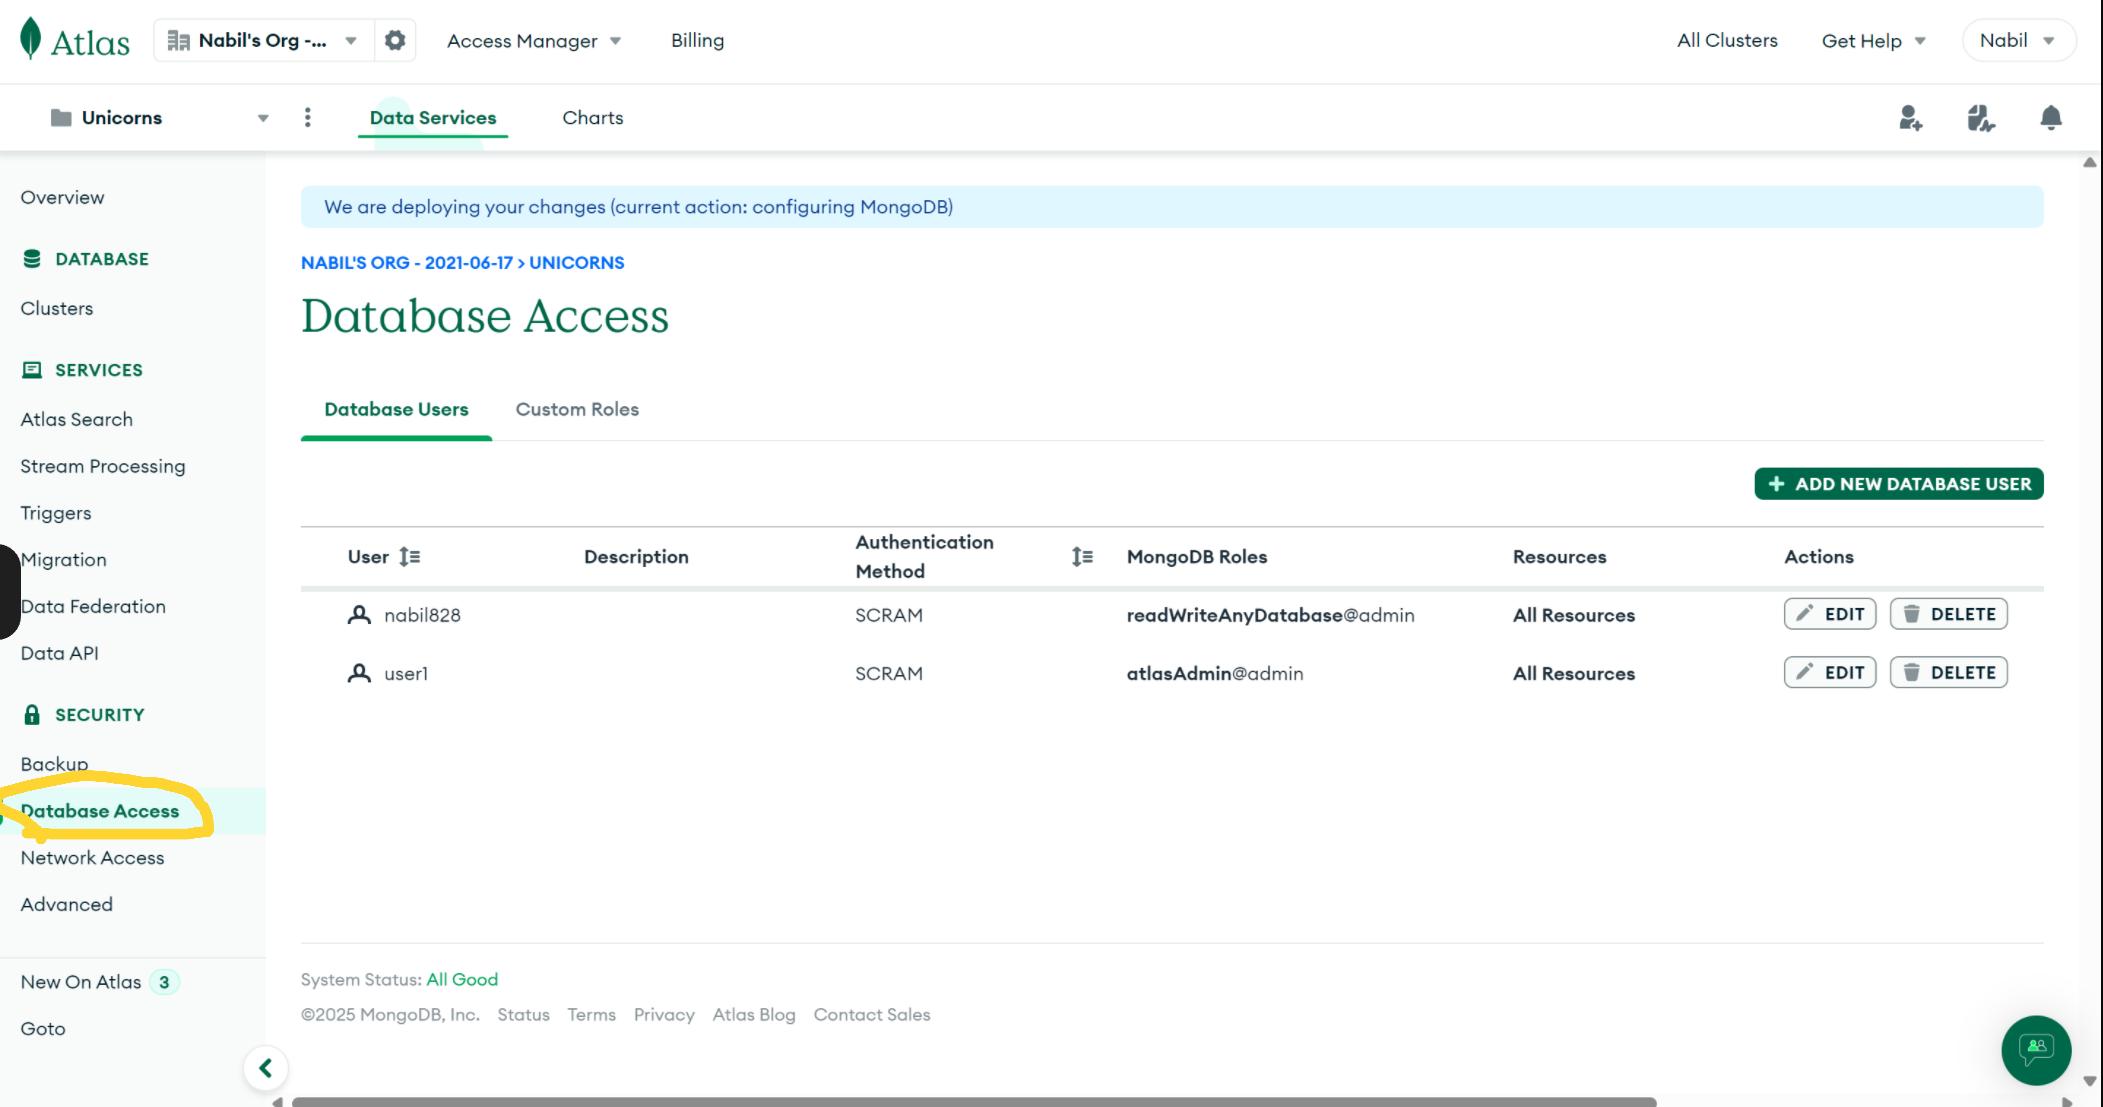 Atlas
Nabil's Org -...
Access Manager
Billing
All Clusters
Get Help
Nabil
Unicorns
Data Services
Charts
Overview
DATABASE
Clusters
SERVICES
Atlas Search
Stream Processing
Triggers
Migration
Data Federation
Data API
SECURITY
Backup
Database Access
Network Access
Advanced
New On Atlas 3
Goto
We are deploying your changes (current action: configuring MongoDB)
NABIL'S ORG - 2021-06-17 > UNICORNS
Database Access
Database Users
Custom Roles
+ ADD NEW DATABASE USER
User
Description
Authentication
Method
MongoDB Roles
Resources
Actions
nabil828
SCRAM
readWriteAnyDatabase@admin
All Resources
EDIT
DELETE
user1
SCRAM
atlasAdmin@admin
All Resources
EDIT
DELETE
System Status: All Good
©2025 MongoDB, Inc. Status Terms Privacy Atlas Blog Contact Sales